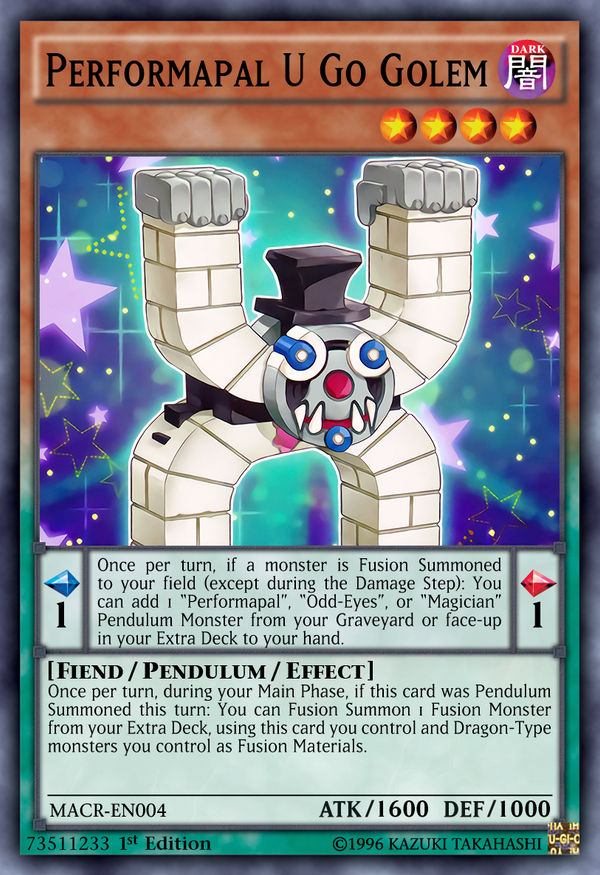 PERFORMAPAL U GO GOLEM
DARK
闇
Once per turn, if a monster is Fusion Summoned
to your field (except during the Damage Step): You
can add 1 "Performapal", "Odd-Eyes", or "Magician"
Pendulum Monster from your Graveyard or face-up
in your Extra Deck to your hand.
1
1
[FIEND / PENDULUM / EFFECT]
Once per turn, during your Main Phase, if this card was Pendulum
Summoned this turn: You can Fusion Summon 1 Fusion Monster
from your Extra Deck, using this card you control and Dragon-Type
monsters you control as Fusion Materials.
MACR-EN004
ATK/1600 DEF/1000
73511233 1st Edition
©1996 KAZUKI TAKAHASHI